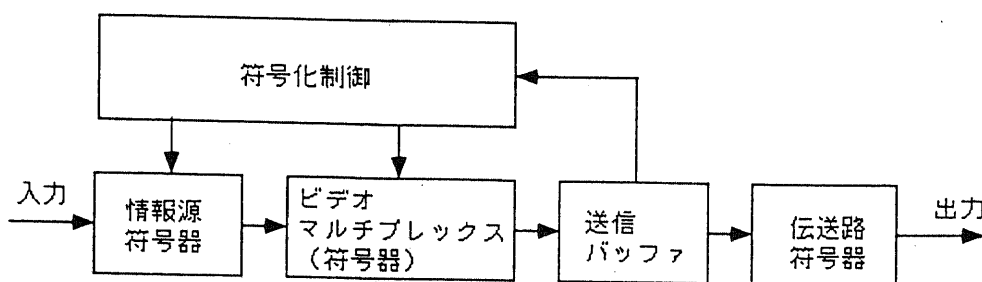 符号化制御
入力
情報源
符号器
ビデオ
マルチプレックス
(符号器)
送信
バッファ
伝送路
符号器
出力